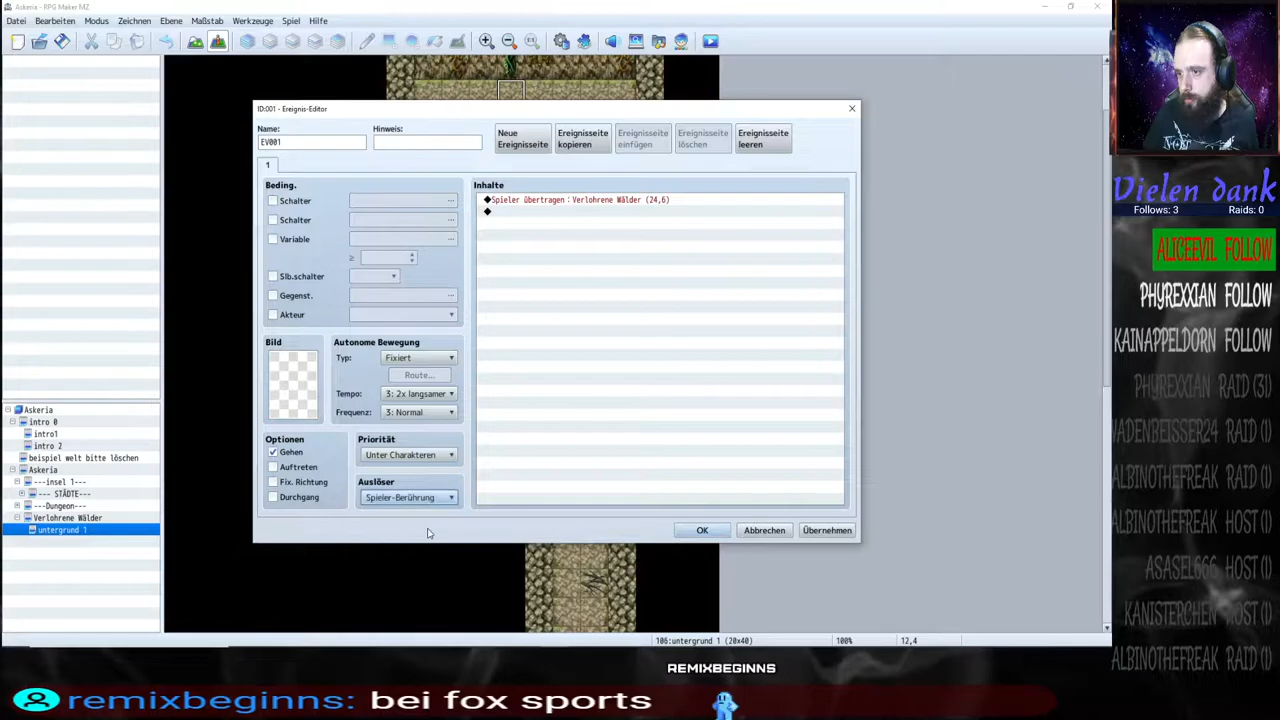 Askeria - RPG Maker MZ
Datei Bearbeiten Modus Zeichnen Ebene Maßstab Werkzeuge Spiel Hilfe
ID:001 - Ereignis-Editor
Name:
Hinweis:
EV001
Neue Ereignisseite
Ereignisseite kopieren
Ereignisseite einfügen
Ereignisseite löschen
Ereignisseite leeren
1
Beding.
Schalter
Schalter
Variable
≥
Slb.schalter
Gegenst.
Akteur
Inhalte
◆Spieler übertragen：Verlohrene Wälder (24,6)
◆
Bild
Autonome Bewegung
Typ: Fixiert
Route...
Tempo: 3: 2x langsamer
Frequenz: 3: Normal
Optionen
Gehen
Auftreten
Fix. Richtung
Durchgang
Priorität
Unter Charakteren
Auslöser
Spieler-Berührung
OK Abbrechen Übernehmen
Askeria
intro 0
intro1
intro 2
beispiel welt bitte löschen
Askeria
---insel 1---
--- STÄDTE---
---Dungeon---
Verlohrene Wälder
untergrund 1
106:untergrund 1 (20x40) 100% 12,4
Vielen dank
Follows: 3 Raids: 0
ALICEEVIL FOLLOW
PHYREXXIAN FOLLOW
KAINAPPELDORN FOLLOW
PHYREXXIAN RAID (3)
VADENBEISSER24 RAID (1)
ALBINOTHEFREAK HOST (1)
ASASEL666 HOST (1)
KANISTERCHEN HOST (1)
ALBINOTHEFREAK RAID (1)
REMIXBEGINNS
remixbeginns: bei fox sports